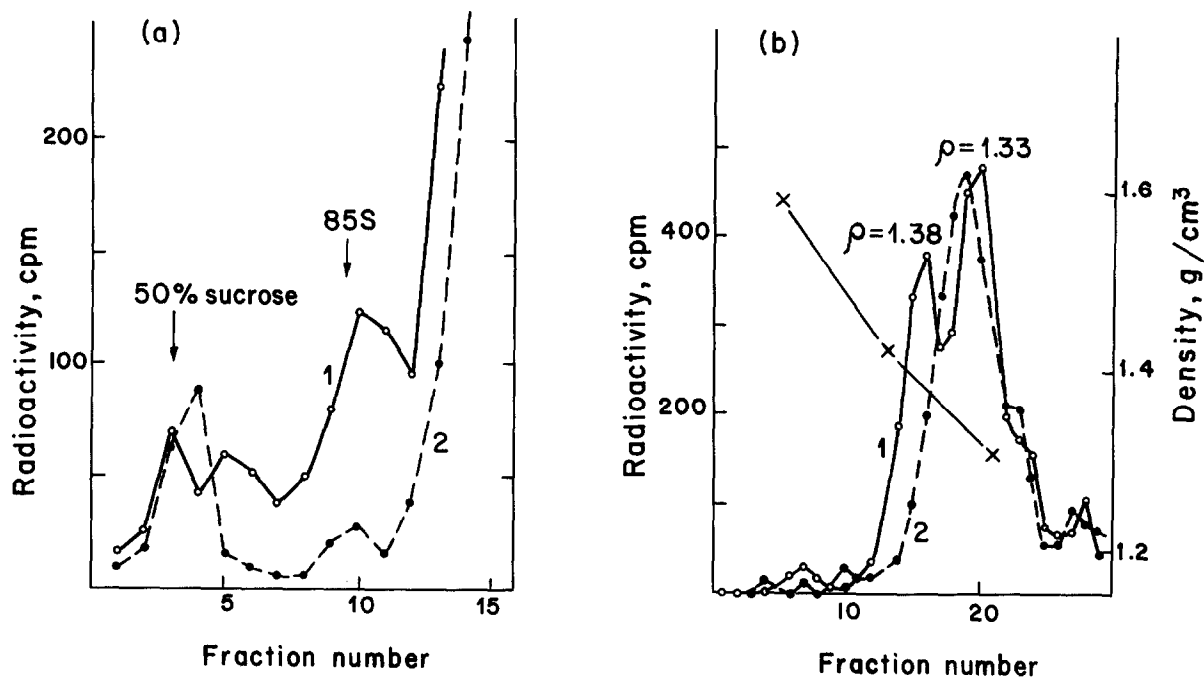 (a)
200
100
Radioactivity, cpm
50% sucrose
85S
1
2
5
10
15
Fraction number
(b)
400
200
Radioactivity, cpm
ρ=1.33
ρ=1.38
1
2
1.6
1.4
1.2
Density, g/cm³
10
20
Fraction number